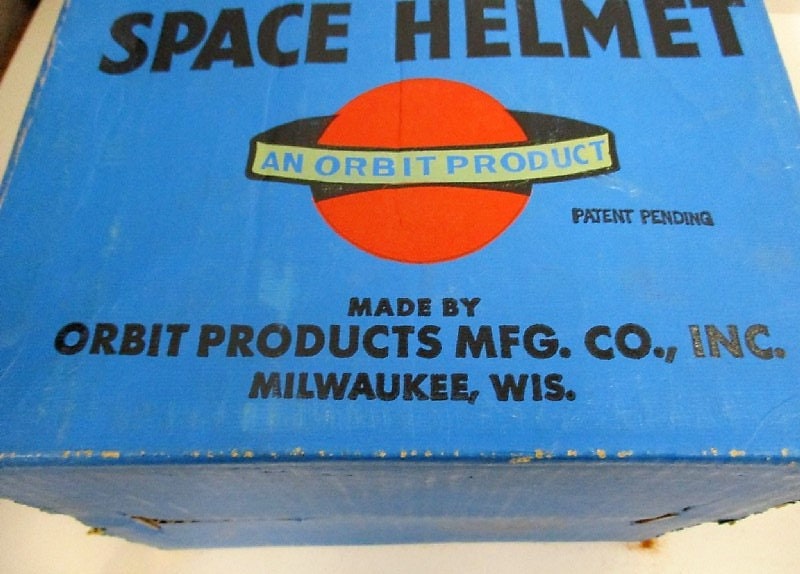 SPACE HELMET
AN ORBIT PRODUCT
PATENT PENDING
MADE BY
ORBIT PRODUCTS MFG. CO., INC.
MILWAUKEE, WIS.